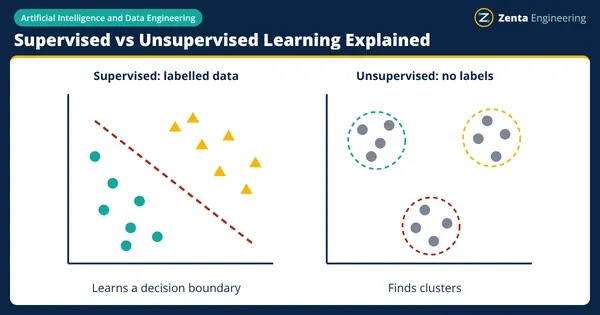 Artificial Intelligence and Data Engineering
Zenta Engineering
Supervised vs Unsupervised Learning Explained
Supervised: labelled data
Unsupervised: no labels
Learns a decision boundary
Finds clusters